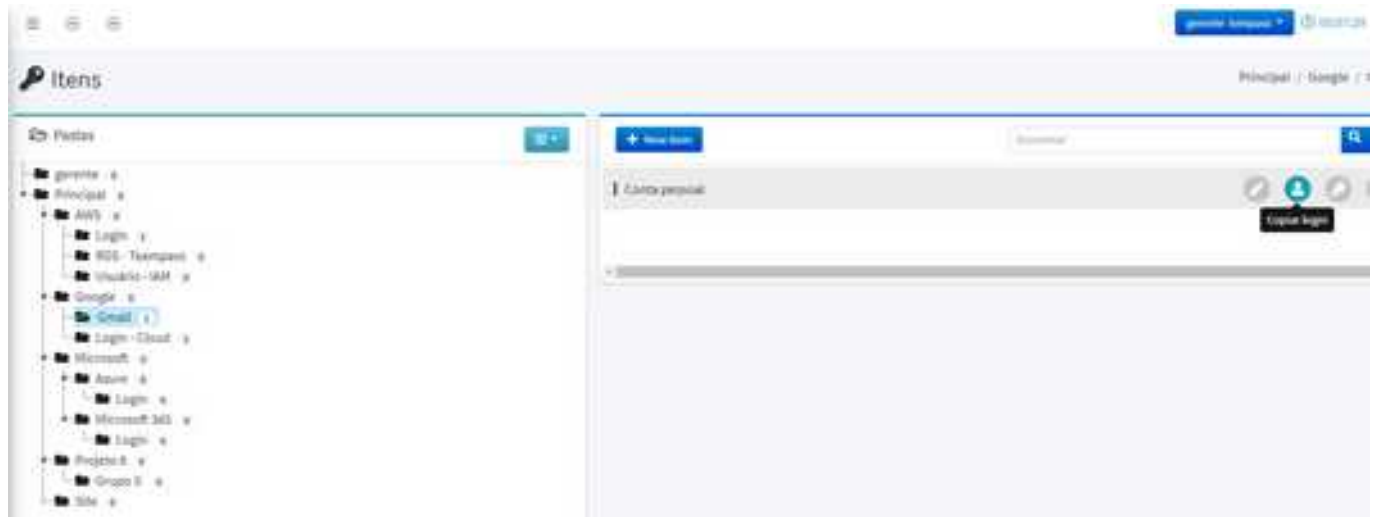 Itens
Principal / Google /
Pastas
New item
gerente
Principal
Conta pessoal
AWS
Login
Copiar login
RDS - Teampass
Usuário - IAM
Google
Gmail
Login - Cloud
Microsoft
Azure
Login
Microsoft 365
Login
Projeto
Grupo
Site